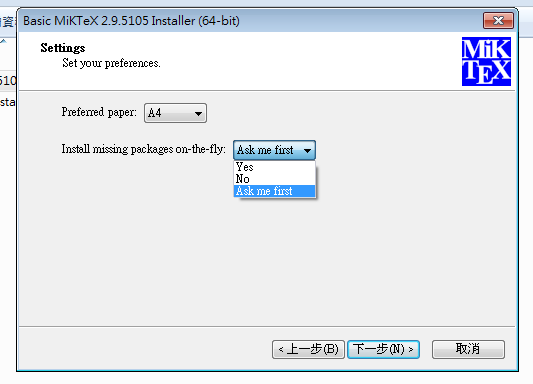 Basic MiKTeX 2.9.5105 Installer (64-bit)
Settings
Set your preferences.
MiK
TEX
Preferred paper: A4
Install missing packages on-the-fly: Ask me first
Yes
No
Ask me first
< 上一步(B) 下一步(N) > 取消